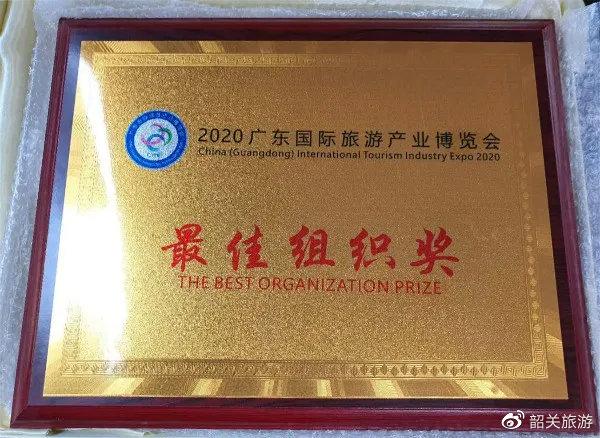 2020广东国际旅游产业博览会
China (Guangdong) International Tourism Industry Expo 2020
最佳组织奖
THE BEST ORGANIZATION PRIZE
韶关旅游